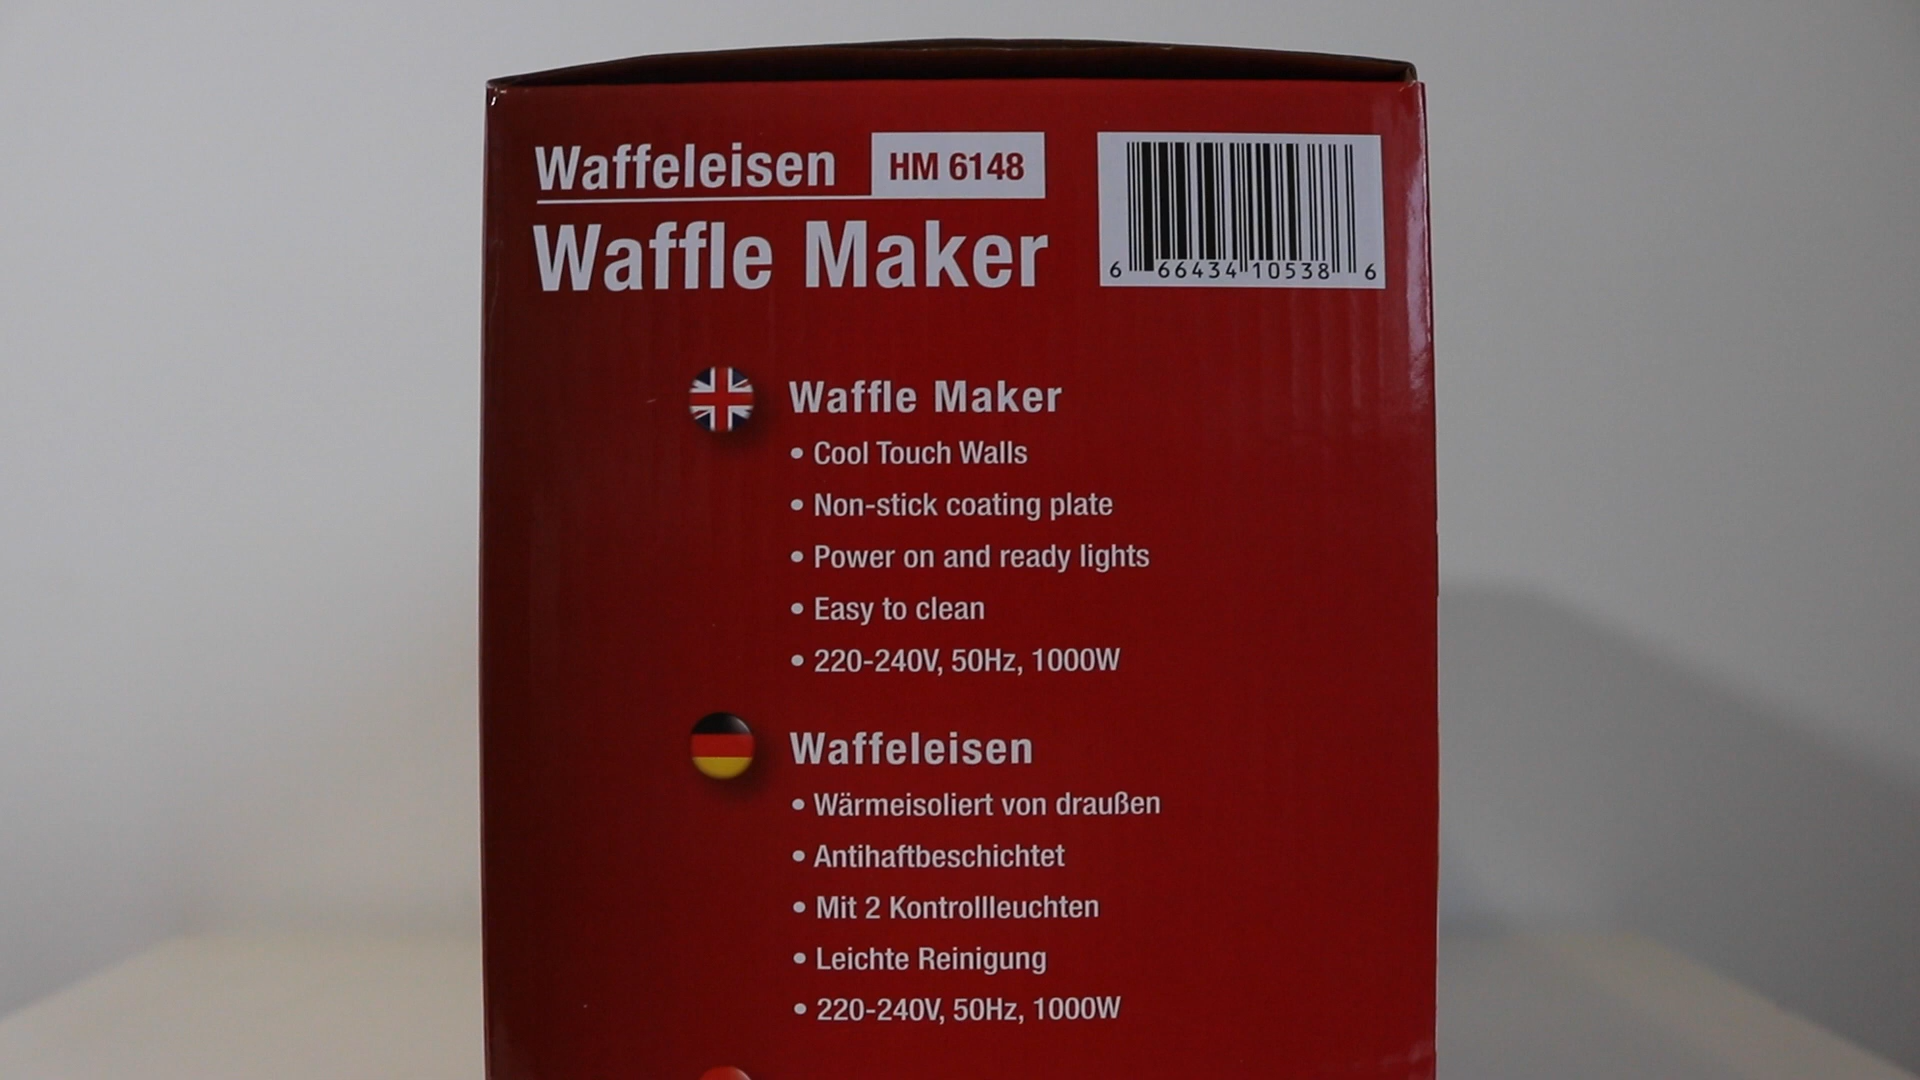 Waffeleisen HM 6148
Waffle Maker
6 66434 10538 6
Waffle Maker
• Cool Touch Walls
• Non-stick coating plate
• Power on and ready lights
• Easy to clean
• 220-240V, 50Hz, 1000W
Waffeleisen
• Wärmeisoliert von draußen
• Antihaftbeschichtet
• Mit 2 Kontrollleuchten
• Leichte Reinigung
• 220-240V, 50Hz, 1000W